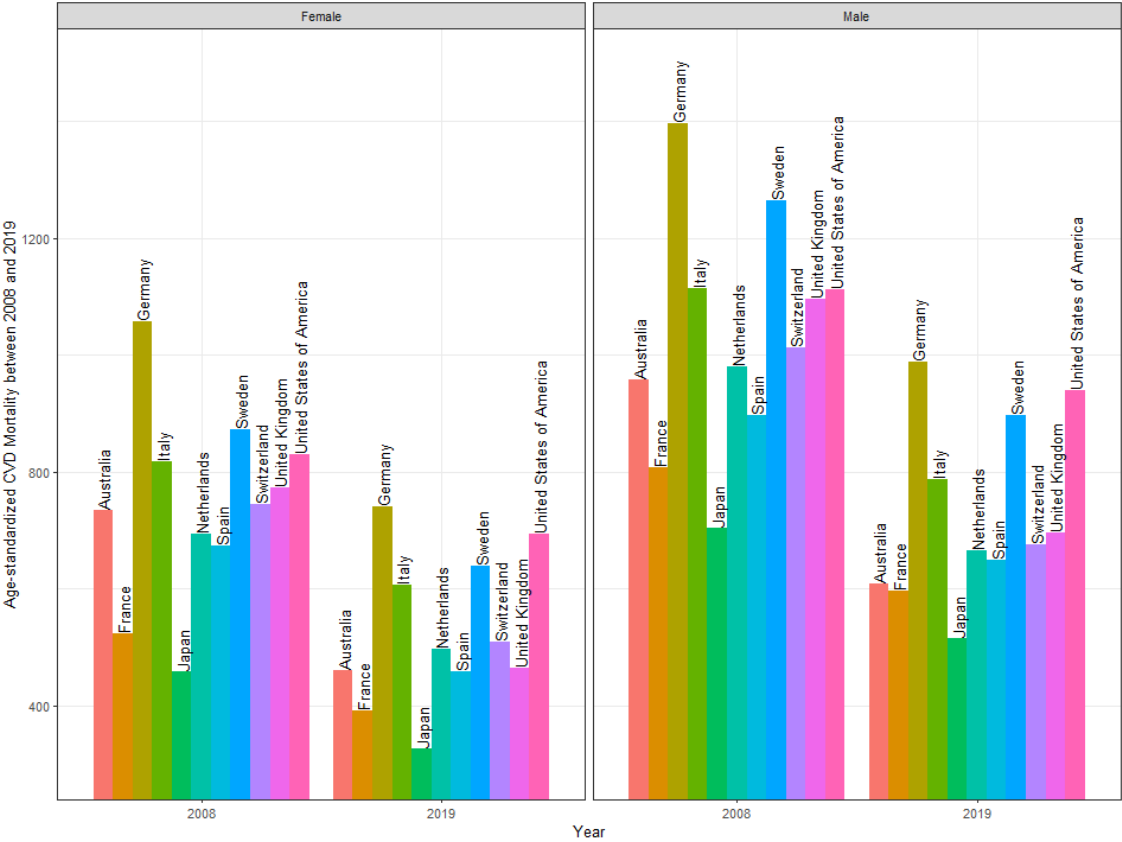 Female
Male
Age-standardized CVD Mortality between 2008 and 2019
1200
800
400
Australia
France
Germany
Italy
Japan
Netherlands
Spain
Sweden
Switzerland
United Kingdom
United States of America
Australia
France
Germany
Italy
Japan
Netherlands
Spain
Sweden
Switzerland
United Kingdom
United States of America
Australia
France
Germany
Italy
Japan
Netherlands
Spain
Sweden
Switzerland
United Kingdom
United States of America
Australia
France
Germany
Italy
Japan
Netherlands
Spain
Sweden
Switzerland
United Kingdom
United States of America
2008
2019
2008
2019
Year